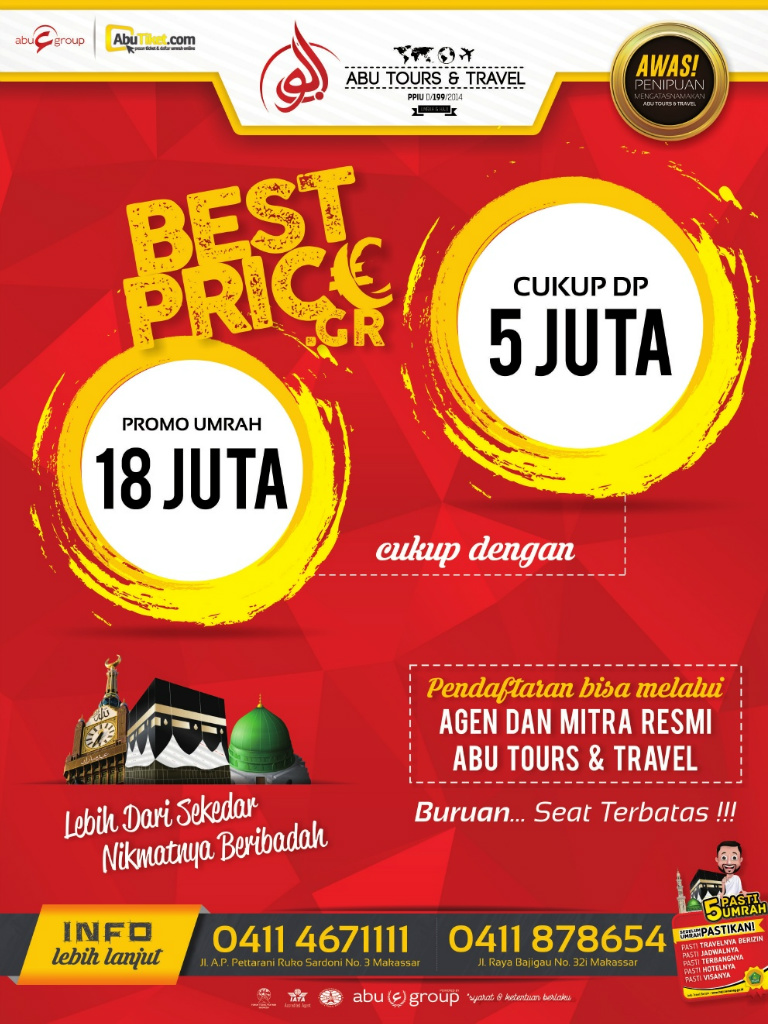 abu group
AbuTiket.com
ABU TOURS & TRAVEL
PPIU D/199/2014
AWAS!
PENIPUAN
MENGATASNAMAKAN
ABU TOURS & TRAVEL
BEST
PRIC€
.GR
CUKUP DP
5 JUTA
PROMO UMRAH
18 JUTA
cukup dengan
Pendaftaran bisa melalui
AGEN DAN MITRA RESMI
ABU TOURS & TRAVEL
Buruan... Seat Terbatas !!!
Lebih Dari Sekedar
Nikmatnya Beribadah
INFO
lebih lanjut
0411 4671111
Jl. A.P. Pettarani Ruko Sardoni No. 3 Makassar
0411 878654
Jl. Raya Bajigau No. 32i Makassar
5 PASTI
UMRAH
SEBELUM
UMRAH PASTIKAN!
PASTI TRAVELNYA BERIZIN
PASTI JADWALNYA
PASTI TERBANGNYA
PASTI HOTELNYA
PASTI VISANYA
IATA
abu group
*syarat & ketentuan berlaku